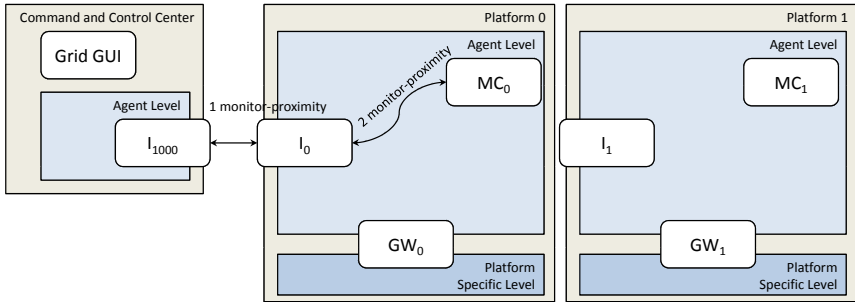 Command and Control Center
Grid GUI
Agent Level
I1000
1 monitor-proximity
Platform 0
Agent Level
2 monitor-proximity
MC0
I0
GW0
Platform
Specific Level
Platform 1
Agent Level
MC1
I1
GW1
Platform
Specific Level